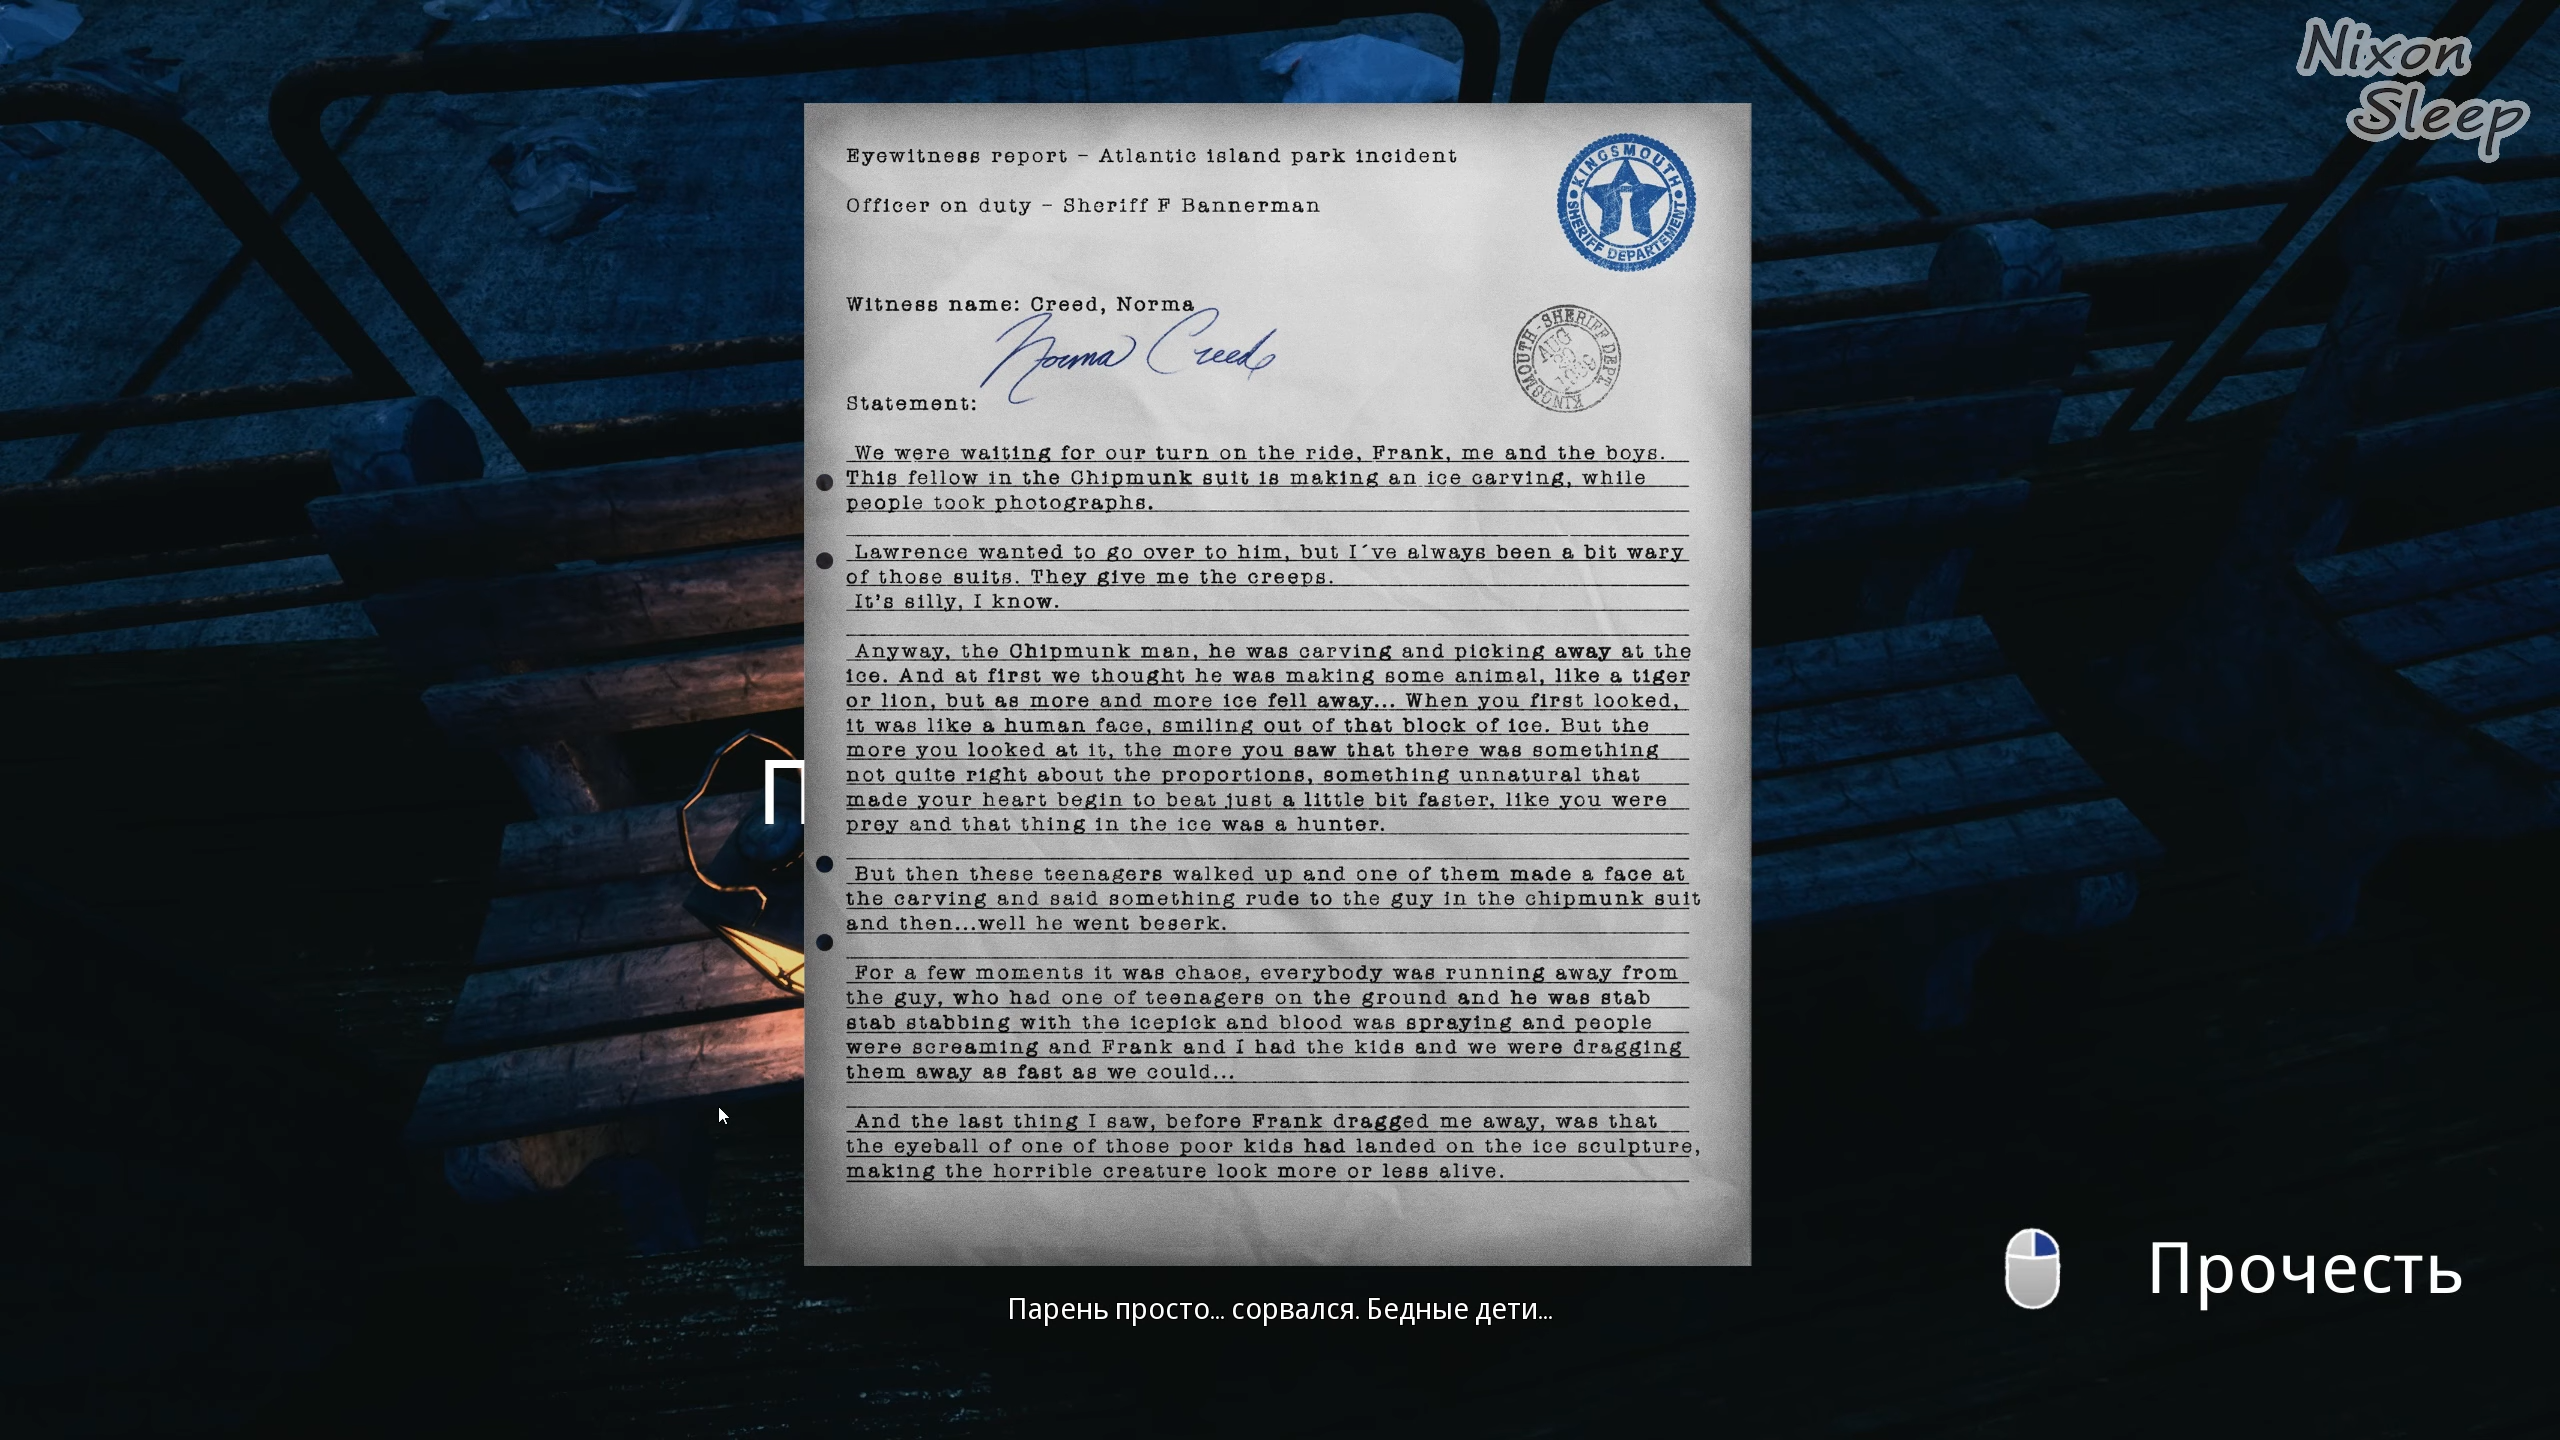 Nixon
Sleep
Eyewitness report - Atlantic island park incident
Officer on duty - Sheriff F Bannerman
KINGSMOUTH
SHERIFF DEPARTEMENT
Witness name: Creed, Norma
Norma Creed
KINGSMOUTH - SHERIFF DEPT.
AUG
Statement:
We were waiting for our turn on the ride, Frank, me and the boys.
This fellow in the Chipmunk suit is making an ice carving, while
people took photographs.
Lawrence wanted to go over to him, but I´ve always been a bit wary
of those suits. They give me the creeps.
It's silly, I know.
Anyway, the Chipmunk man, he was carving and picking away at the
ice. And at first we thought he was making some animal, like a tiger
or lion, but as more and more ice fell away... When you first looked,
it was like a human face, smiling out of that block of ice. But the
more you looked at it, the more you saw that there was something
not quite right about the proportions, something unnatural that
made your heart begin to beat just a little bit faster, like you were
prey and that thing in the ice was a hunter.
But then these teenagers walked up and one of them made a face at
the carving and said something rude to the guy in the chipmunk suit
and then...well he went beserk.
For a few moments it was chaos, everybody was running away from
the guy, who had one of teenagers on the ground and he was stab
stab stabbing with the icepick and blood was spraying and people
were screaming and Frank and I had the kids and we were dragging
them away as fast as we could...
And the last thing I saw, before Frank dragged me away, was that
the eyeball of one of those poor kids had landed on the ice sculpture,
making the horrible creature look more or less alive.
Прочесть
Парень просто... сорвался. Бедные дети...